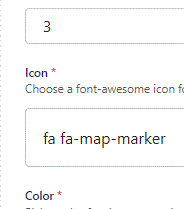 3
Icon *
Choose a font-awesome icon fo
fa fa-map-marker
Color *